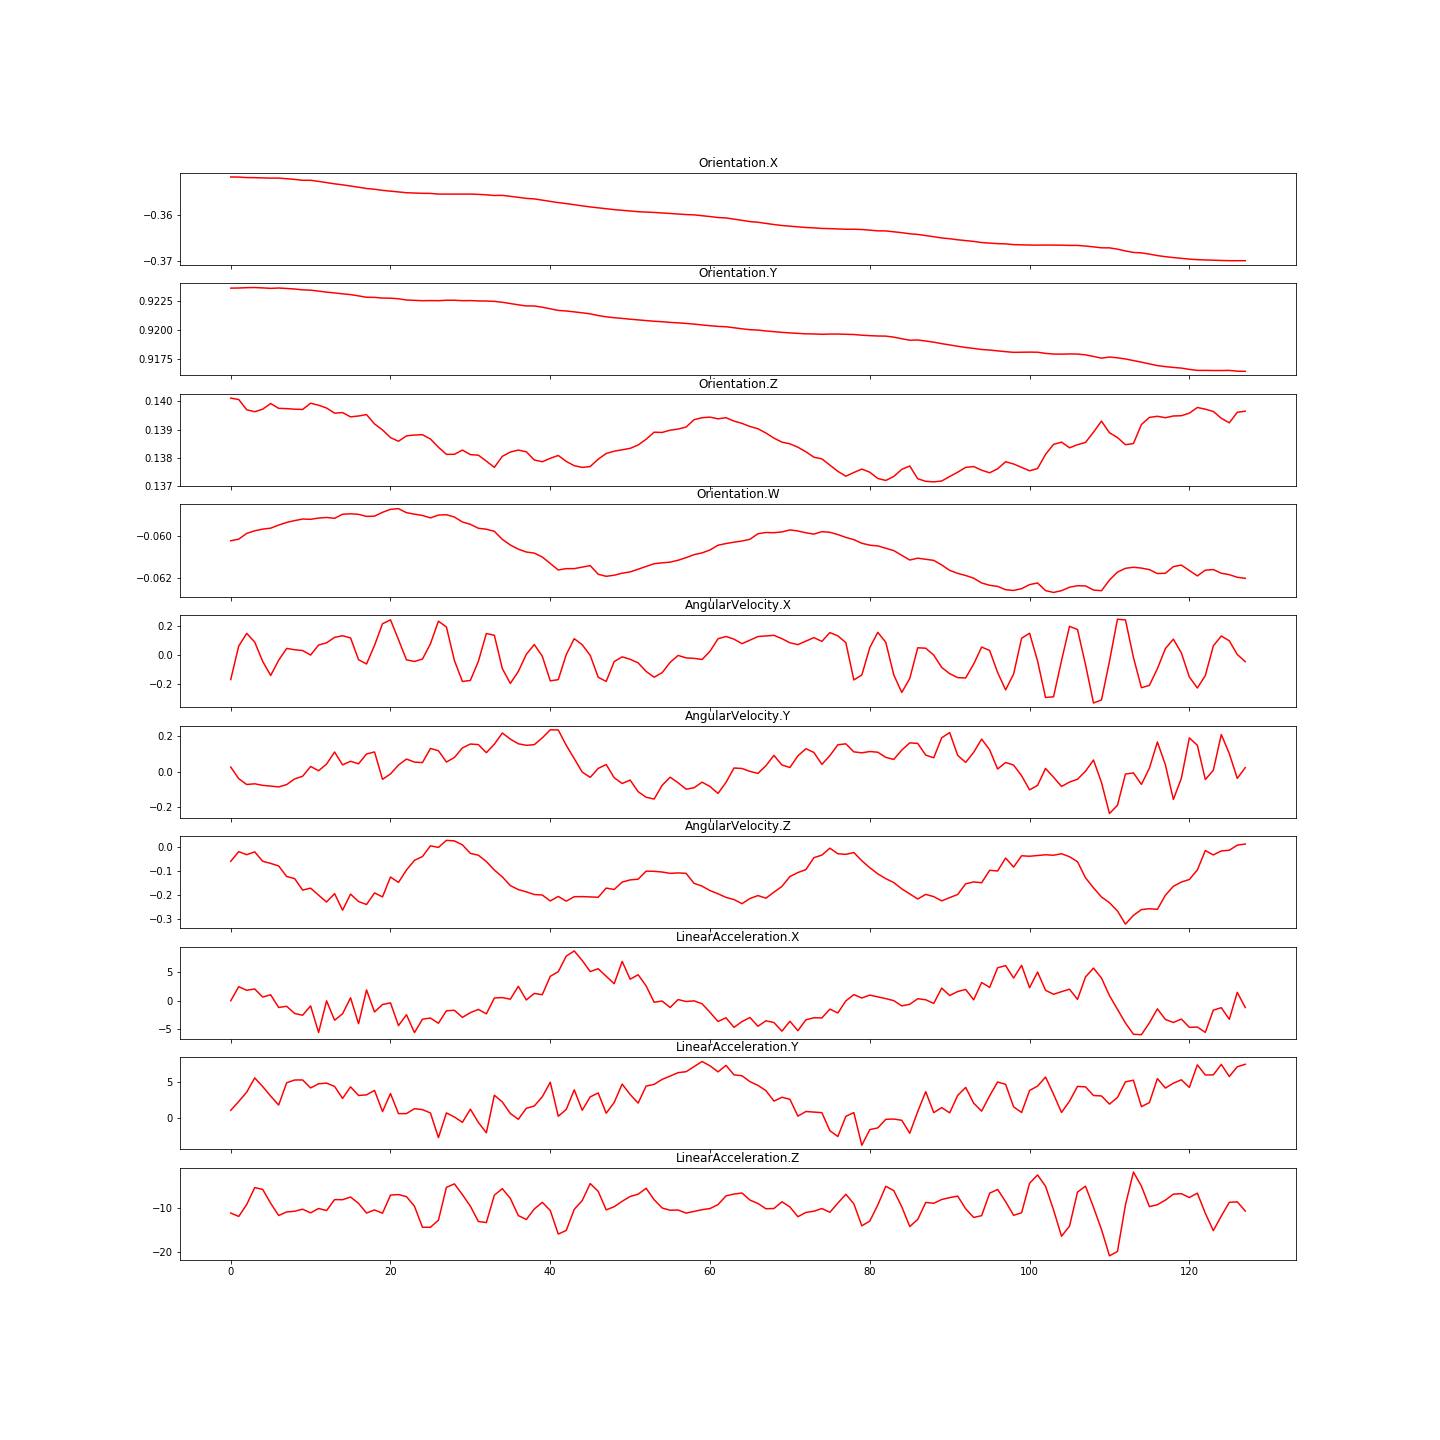 Orientation.X
−0.36
−0.37
Orientation.Y
0.9225
0.9200
0.9175
Orientation.Z
0.140
0.139
0.138
0.137
Orientation.W
−0.060
−0.062
AngularVelocity.X
0.2
0.0
−0.2
AngularVelocity.Y
0.2
0.0
−0.2
AngularVelocity.Z
0.0
−0.1
−0.2
−0.3
LinearAcceleration.X
5
0
−5
LinearAcceleration.Y
5
0
LinearAcceleration.Z
−10
−20
0 20 40 60 80 100 120